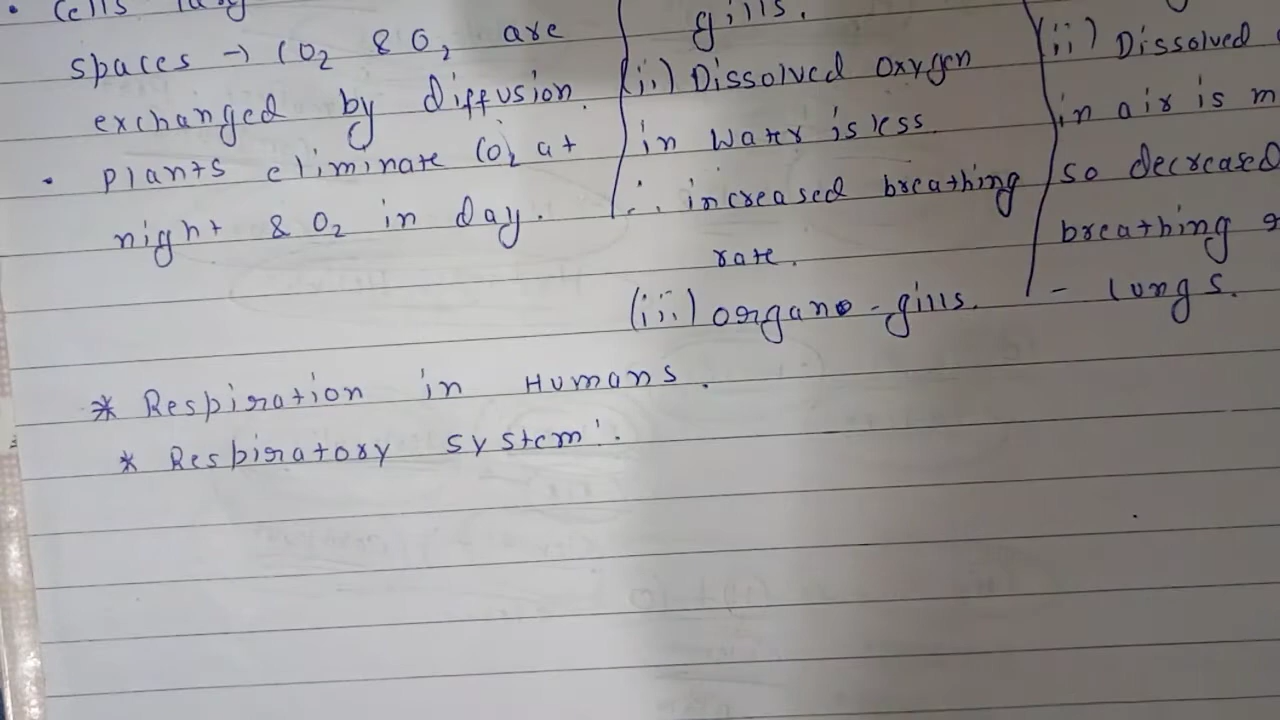 • Cells
spaces → CO2 & O2 are
exchanged by diffusion.
• Plants eliminate CO2 at
night & O2 in day.
gills.
(ii) Dissolved oxygen
in water is less
∴ increased breathing
rate.
(iii) organs - gills.
(ii) Dissolved
in air is
so decreased
breathing
- lungs.
* Respiration in Humans.
* Respiratory system:.